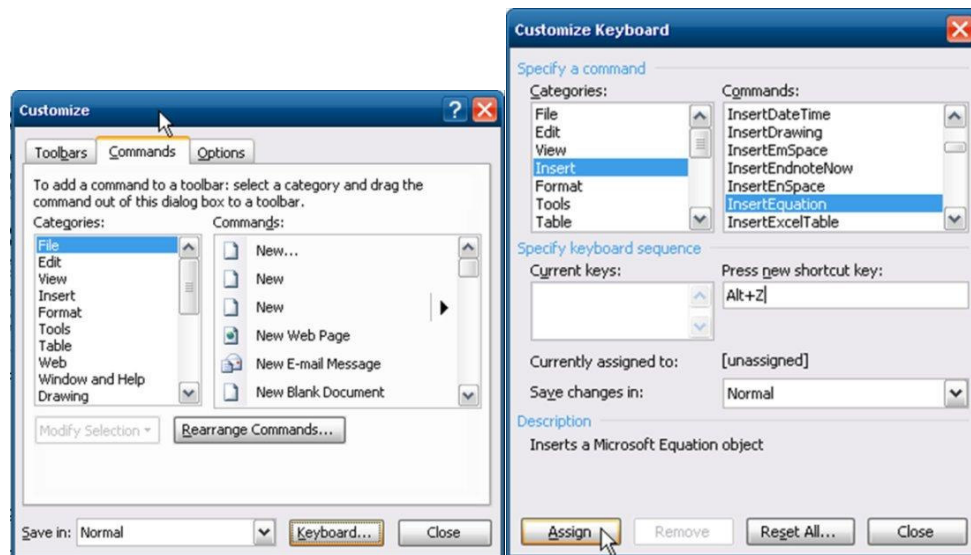 Customize
Toolbars Commands Options
To add a command to a toolbar: select a category and drag the
command out of this dialog box to a toolbar.
Categories: Commands:
File
Edit
View
Insert
Format
Tools
Table
Web
Window and Help
Drawing
New...
New
New
New Web Page
New E-mail Message
New Blank Document
Modify Selection Rearrange Commands...
Save in: Normal Keyboard... Close
Customize Keyboard
Specify a command
Categories: Commands:
File
Edit
View
Insert
Format
Tools
Table
InsertDateTime
InsertDrawing
InsertEmSpace
InsertEndnoteNow
InsertEnSpace
InsertEquation
InsertExcelTable
Specify keyboard sequence
Current keys: Press new shortcut key:
Alt+Z
Currently assigned to: [unassigned]
Save changes in: Normal
Description
Inserts a Microsoft Equation object
Assign Remove Reset All... Close